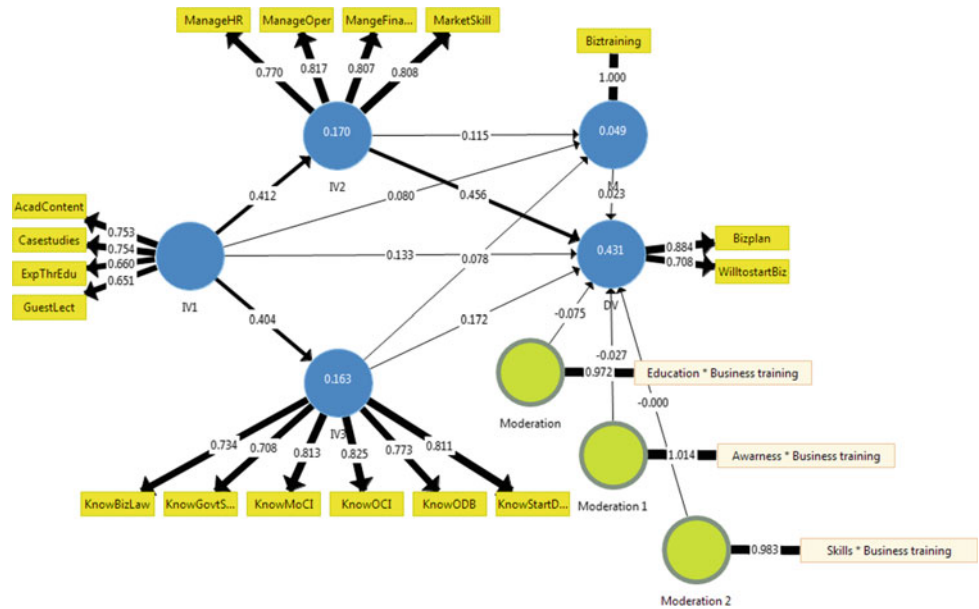 ManageHR
ManageOper
MangeFina...
MarketSkill
Biztraining
0.770
0.817
0.807
0.808
1.000
0.170
0.115
0.049
IV2
M
0.412
0.080
0.456
0.023
AcadContent
0.753
Casestudies
0.754
ExpThrEdu
0.660
GuestLect
0.651
IV1
0.133
0.078
0.431
DV
0.884
Bizplan
0.708
WilltostartBiz
0.404
0.172
-0.075
-0.027
-0.000
0.163
IV3
Moderation
0.972
Education * Business training
0.734
0.708
0.813
0.825
0.773
0.811
KnowBizLaw
KnowGovtS...
KnowMoCI
KnowOCI
KnowODB
KnowStartD...
Moderation 1
1.014
Awarness * Business training
Moderation 2
0.983
Skills * Business training